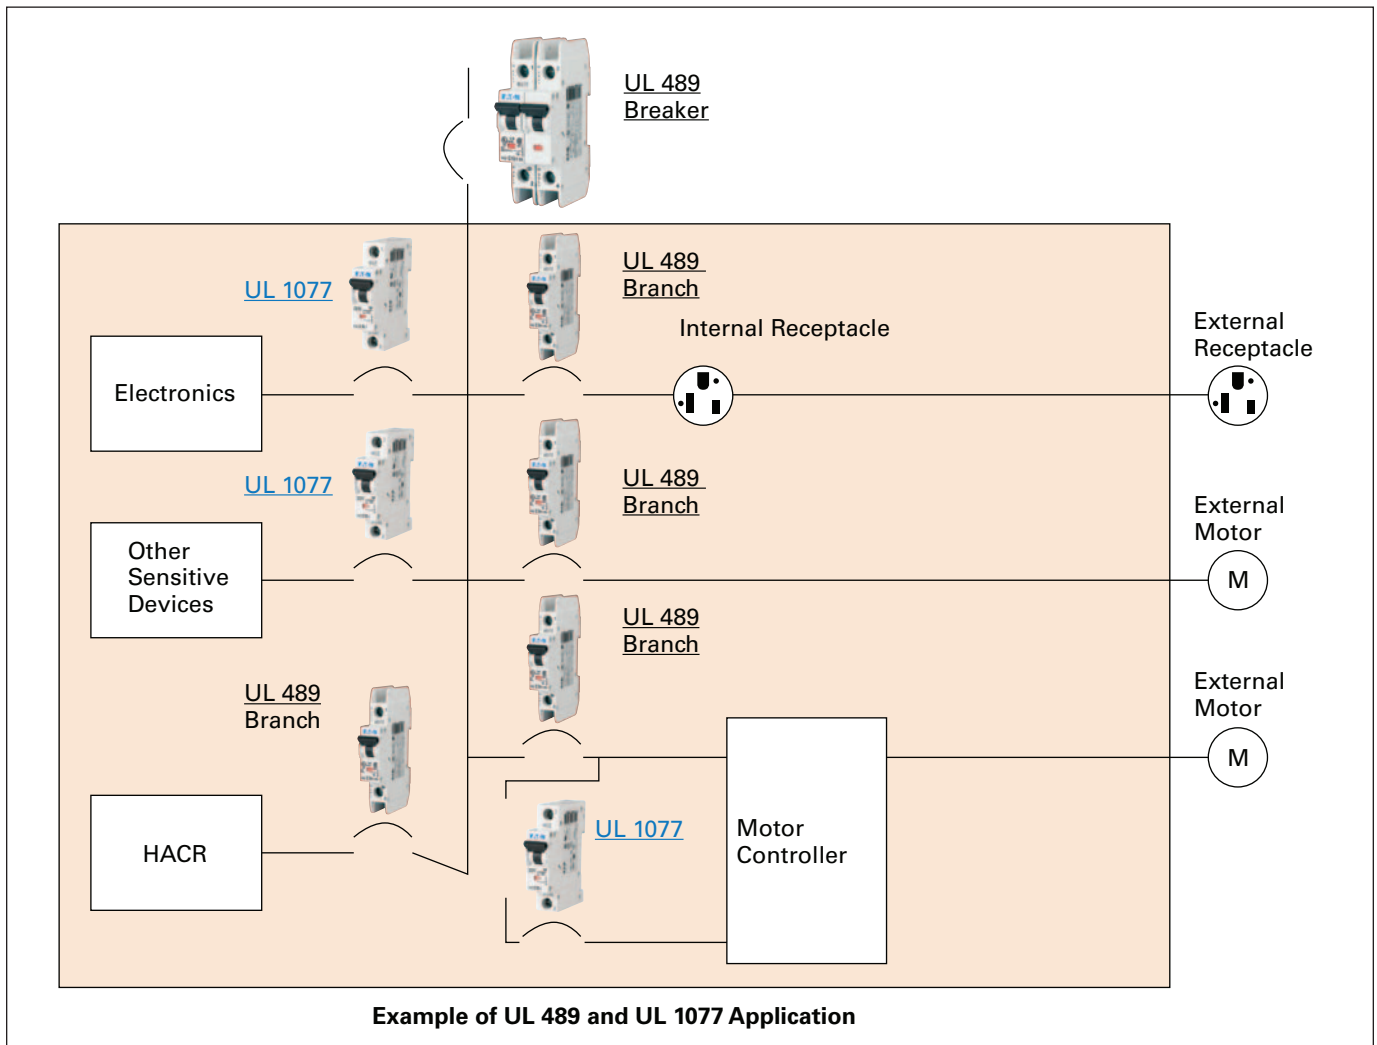 UL 489
Breaker
UL 1077
UL 489
Branch
Internal Receptacle
External
Receptacle
Electronics
UL 1077
UL 489
Branch
External
Motor
Other
Sensitive
Devices
M
UL 489
Branch
UL 489
Branch
External
Motor
M
HACR
UL 1077
Motor
Controller
Example of UL 489 and UL 1077 Application